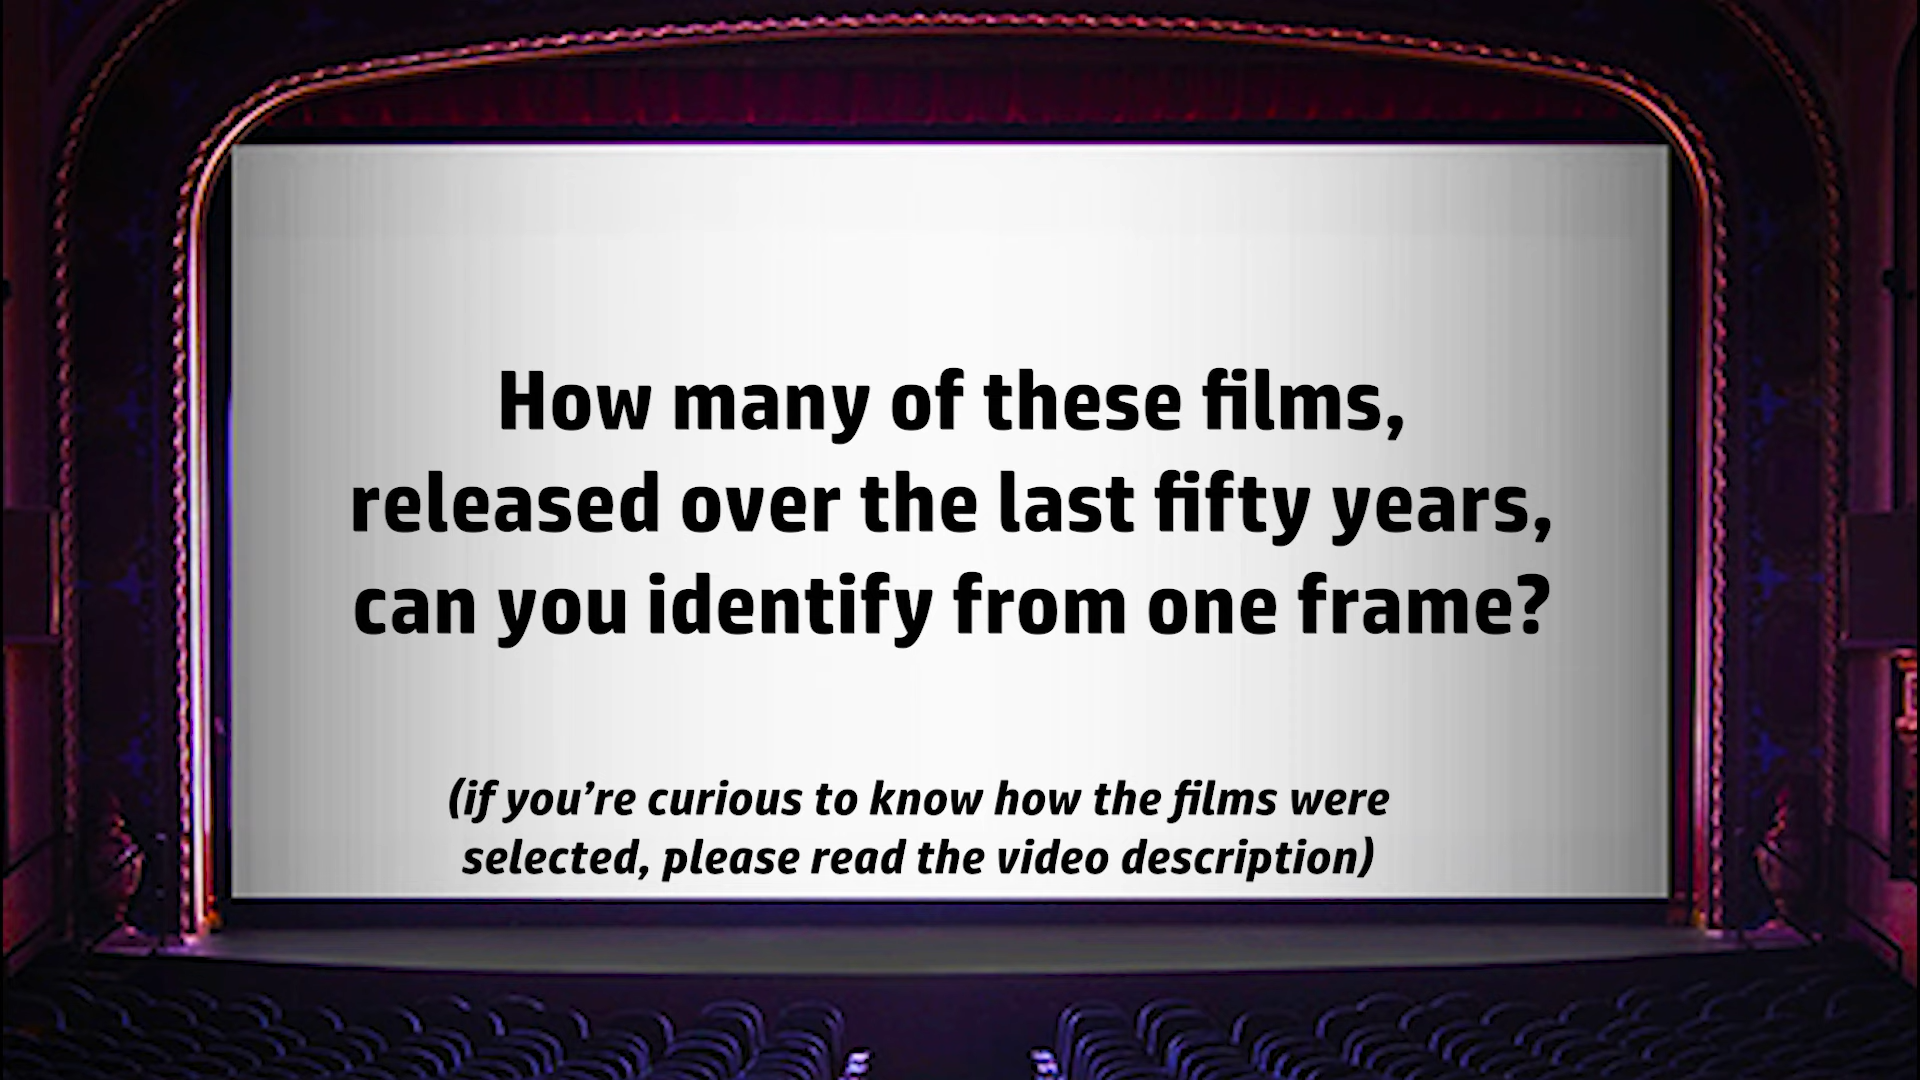 How many of these films,
released over the last fifty years,
can you identify from one frame?
(if you’re curious to know how the films were
selected, please read the video description)